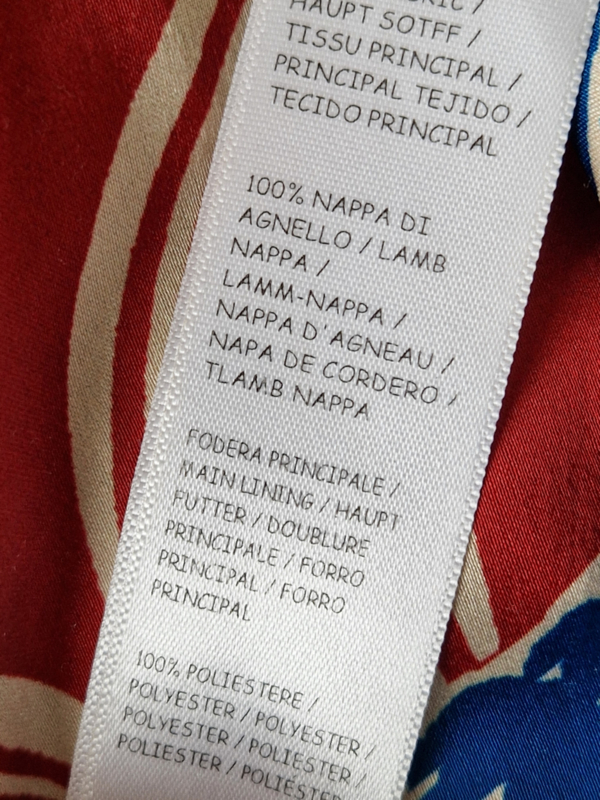 HAUPT SOTFF /
TISSU PRINCIPAL /
PRINCIPAL TEJIDO /
TECIDO PRINCIPAL
100% NAPPA DI
AGNELLO / LAMB
NAPPA /
LAMM-NAPPA /
NAPPA D'AGNEAU /
NAPA DE CORDERO /
TLAMB NAPPA
FODERA PRINCIPALE /
MAIN LINING / HAUPT
FUTTER / DOUBLURE
PRINCIPALE / FORRO
PRINCIPAL / FORRO
PRINCIPAL
100% POLIESTERE /
POLYESTER / POLYESTER /
POLYESTER / POLIESTER /
POLIESTER / POLIÉSTER